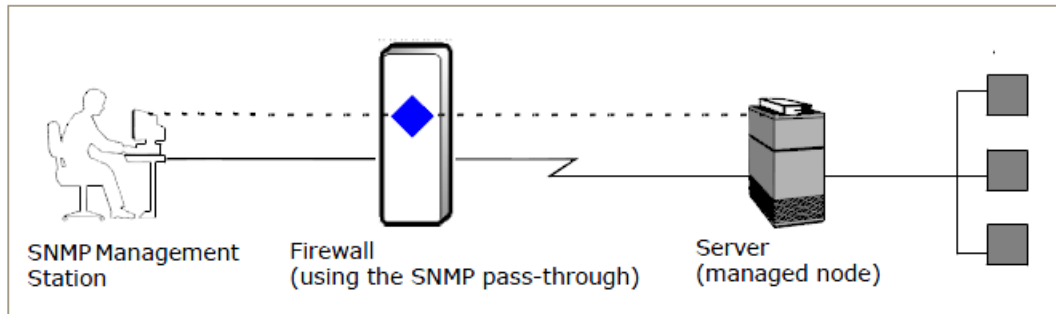 SNMP Management
Station
Firewall
(using the SNMP pass-through)
Server
(managed node)